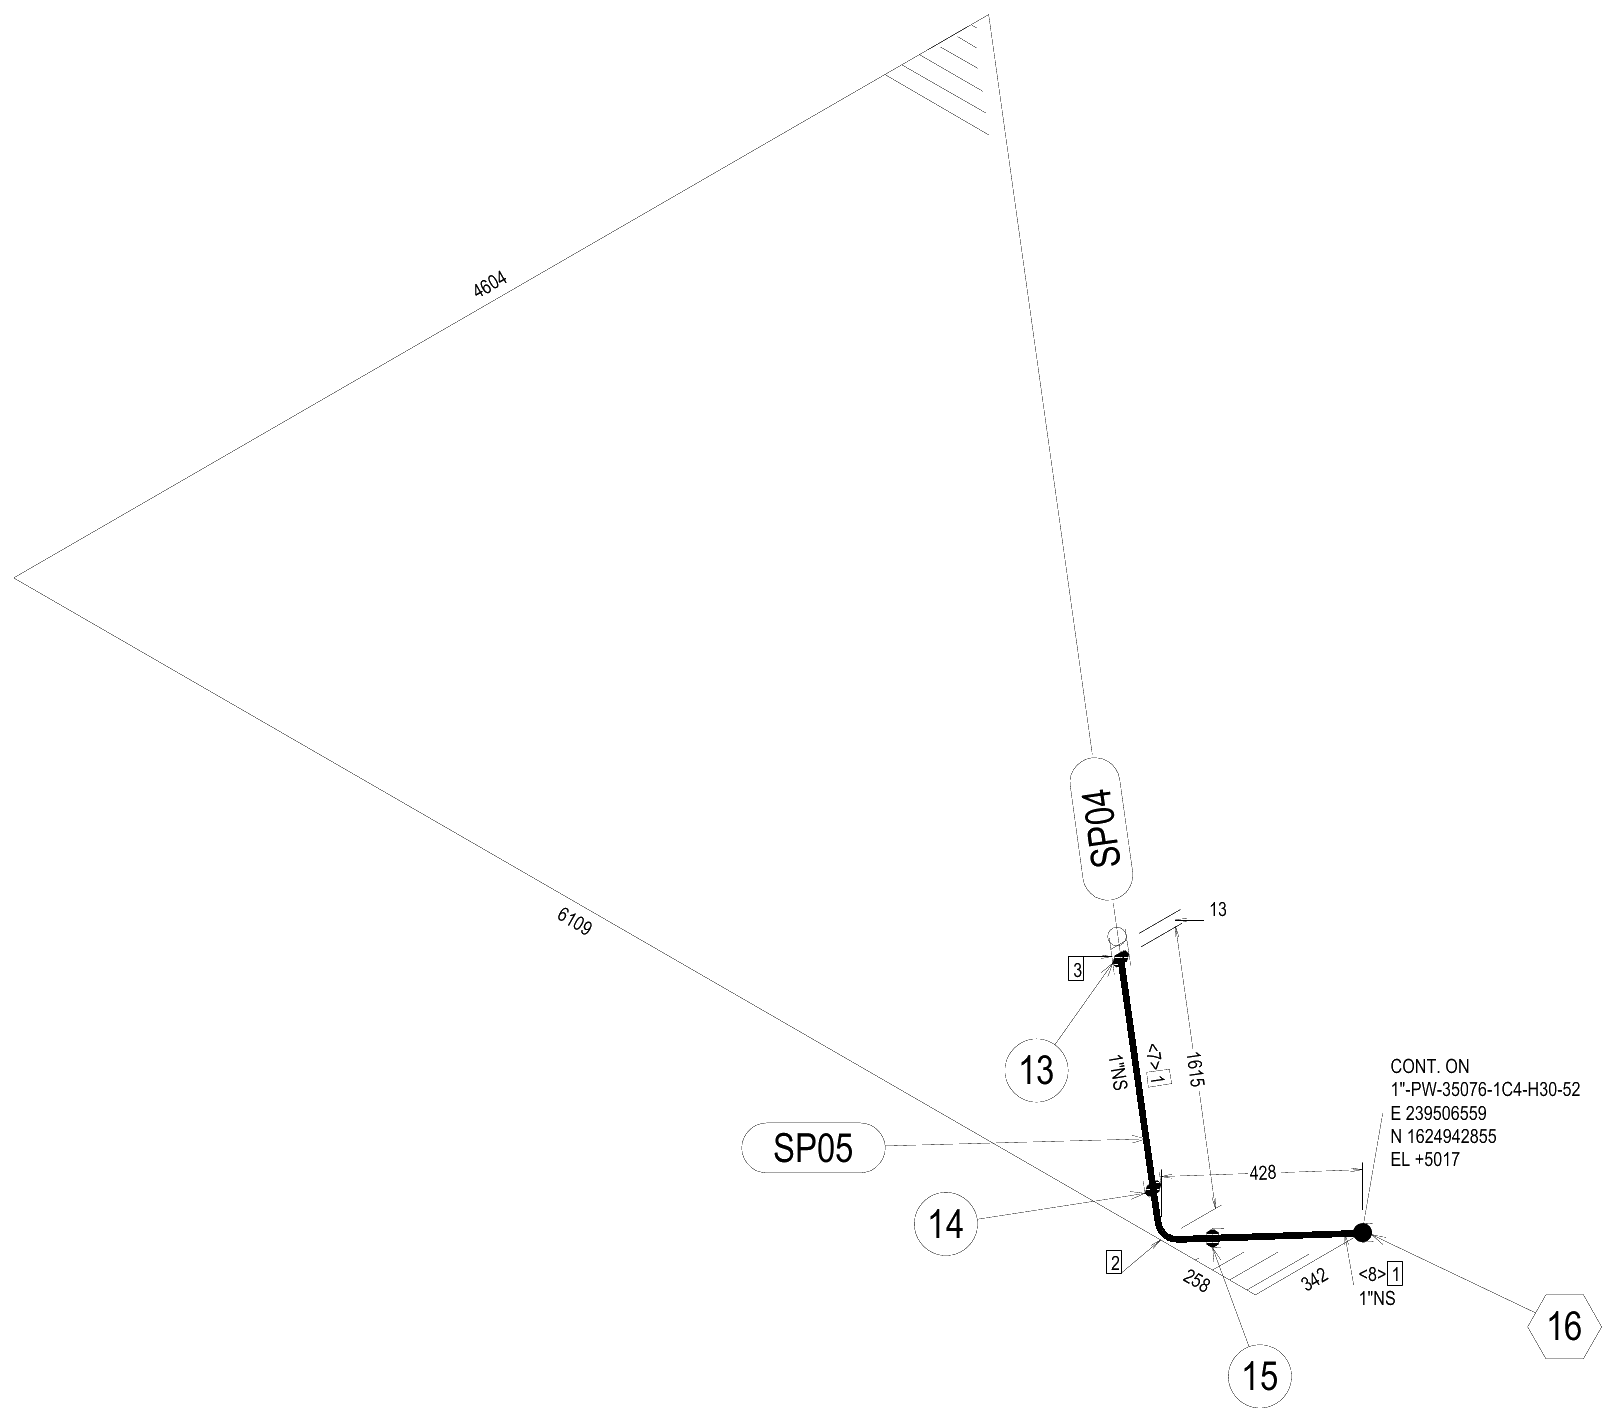 4604
6109
SP04
13
3
13
1"NS
<7> 1
1615
CONT. ON
1"-PW-35076-1C4-H30-52
E 239506559
N 1624942855
EL +5017
SP05
428
14
2
258
342
<8> 1
1"NS
16
15